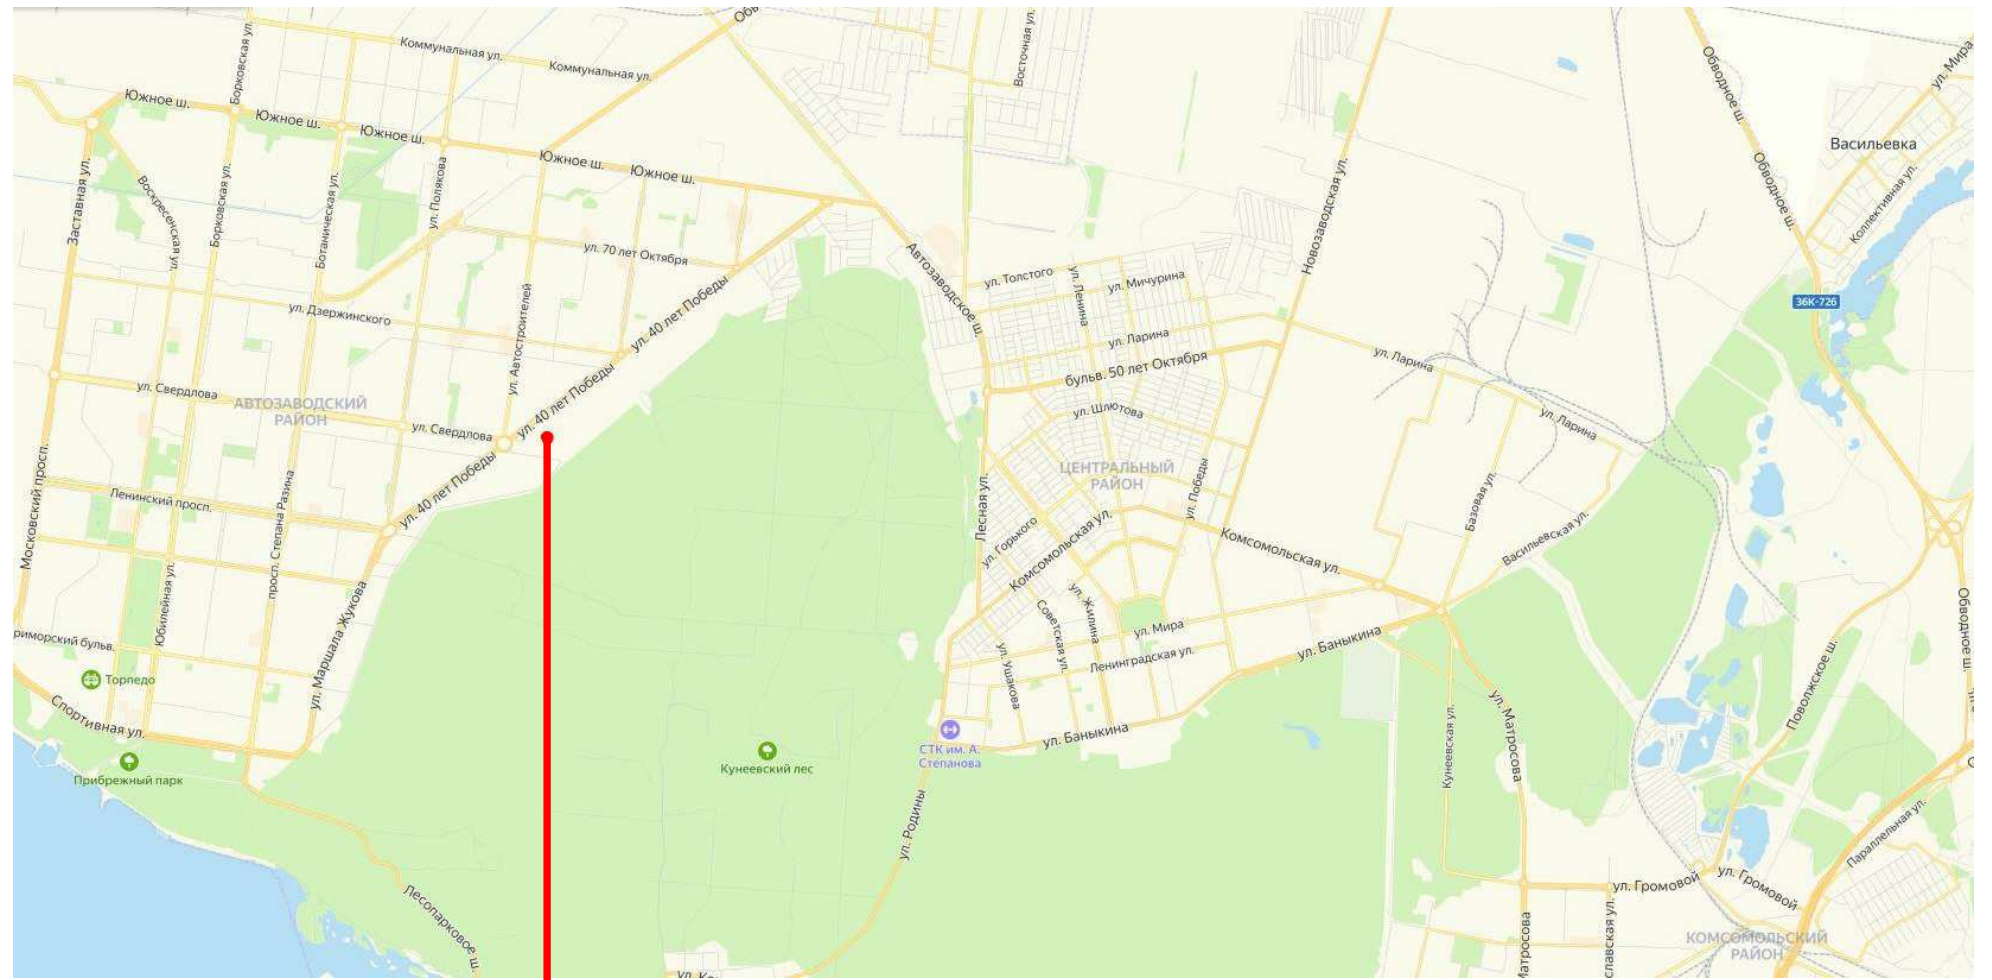 Коммунальная ул.
Коммунальная ул.
Восточная ул.
Борковская ул.
Обводное ш.
ул. Мира
Южное ш.
Южное ш.
Южное ш.
Южное ш.
Южное ш.
Васильевка
Обводное ш.
Заставная ул.
Воскресенская ул.
Борковская ул.
Ботаническая ул.
ул. Полякова
Новозаводская ул.
Коллективная ул.
ул. 70 лет Октября
Автозаводское ш.
ул. Толстого
ул. Ленина
ул. Мичурина
36К-726
ул. Дзержинского
ул. Автостроителей
ул. 40 лет Победы
ул. Ларина
ул. Ларина
бульв. 50 лет Октября
ул. Свердлова
АВТОЗАВОДСКИЙ
РАЙОН
ул. 40 лет Победы
ул. Шлютова
ул. Ларина
ул. Свердлова
ул. 40 лет Победы
ЦЕНТРАЛЬНЫЙ
РАЙОН
Московский просп.
Ленинский просп.
просп. Степана Разина
Лесная ул.
ул. Победы
Базовая ул.
ул. Горького
Комсомольская ул.
Комсомольская ул.
Васильевская ул.
Юбилейная ул.
ул. Маршала Жукова
Советская ул.
ул. Жилина
ул. Мира
Обводное ш.
риморский бульв.
ул. Ушакова
Ленинградская ул.
ул. Баныкина
Торпедо
Спортивная ул.
Поволжское ш.
ул. Матросова
Кунеевская ул.
СТК им. А.
Степанова
ул. Баныкина
Кунеевский лес
Прибрежный парк
ул. Родины
Параллельная ул.
Лесопарковое ш.
ул. Громовой
ул. Громовой
Матросова
славская ул.
КОМСОМОЛЬСКИЙ
РАЙОН